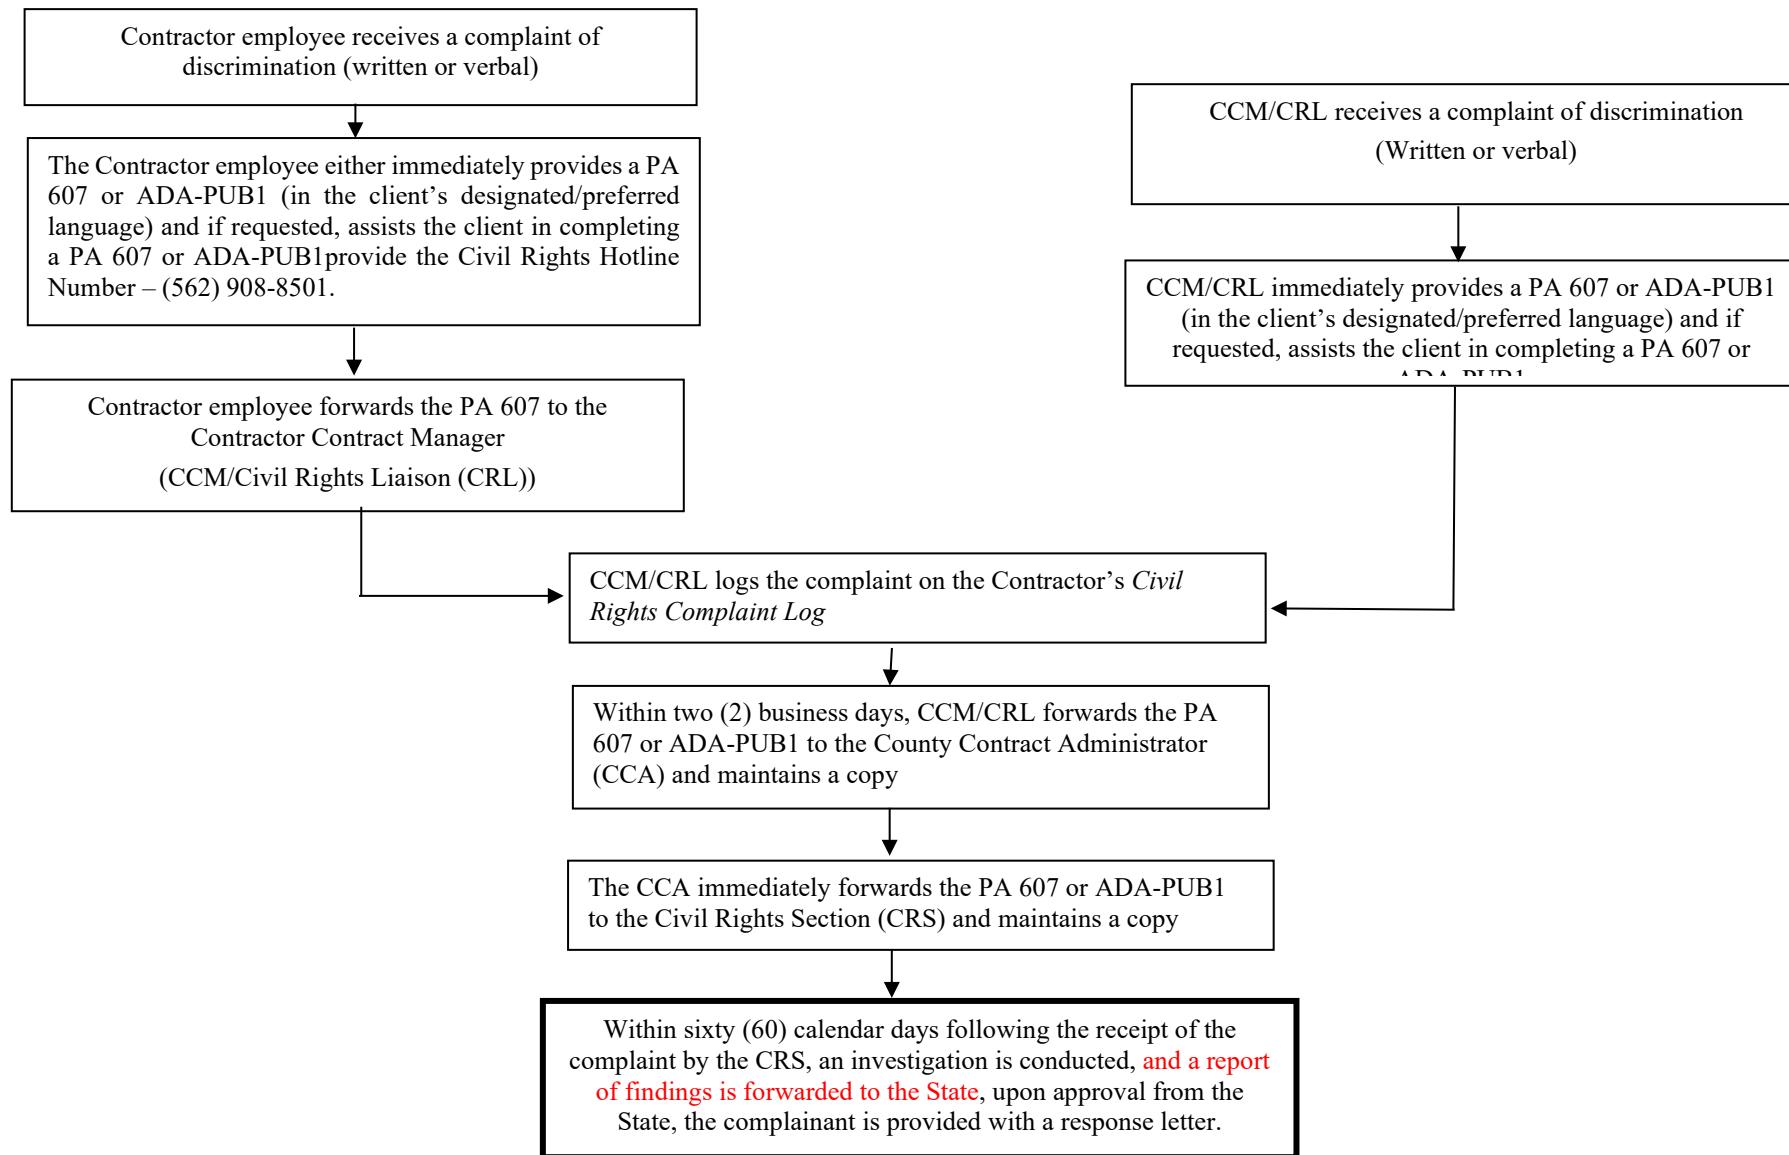 Contractor employee receives a complaint of
discrimination (written or verbal)
The Contractor employee either immediately provides a PA
607 or ADA-PUB1 (in the client’s designated/preferred
language) and if requested, assists the client in completing
a PA 607 or ADA-PUB1provide the Civil Rights Hotline
Number – (562) 908-8501.
Contractor employee forwards the PA 607 to the
Contractor Contract Manager
(CCM/Civil Rights Liaison (CRL))
CCM/CRL receives a complaint of discrimination
(Written or verbal)
CCM/CRL immediately provides a PA 607 or ADA-PUB1
(in the client’s designated/preferred language) and if
requested, assists the client in completing a PA 607 or
ADA-PUB1
CCM/CRL logs the complaint on the Contractor’s Civil
Rights Complaint Log
Within two (2) business days, CCM/CRL forwards the PA
607 or ADA-PUB1 to the County Contract Administrator
(CCA) and maintains a copy
The CCA immediately forwards the PA 607 or ADA-PUB1
to the Civil Rights Section (CRS) and maintains a copy
Within sixty (60) calendar days following the receipt of the
complaint by the CRS, an investigation is conducted, and a report
of findings is forwarded to the State, upon approval from the
State, the complainant is provided with a response letter.